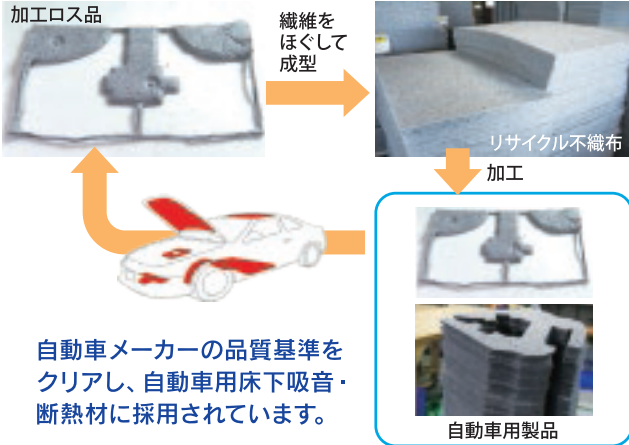 加工ロス品
繊維を
ほぐして
成型
リサイクル不織布
加工
自動車用製品
自動車メーカーの品質基準を
クリアし、自動車用床下吸音・
断熱材に採用されています。